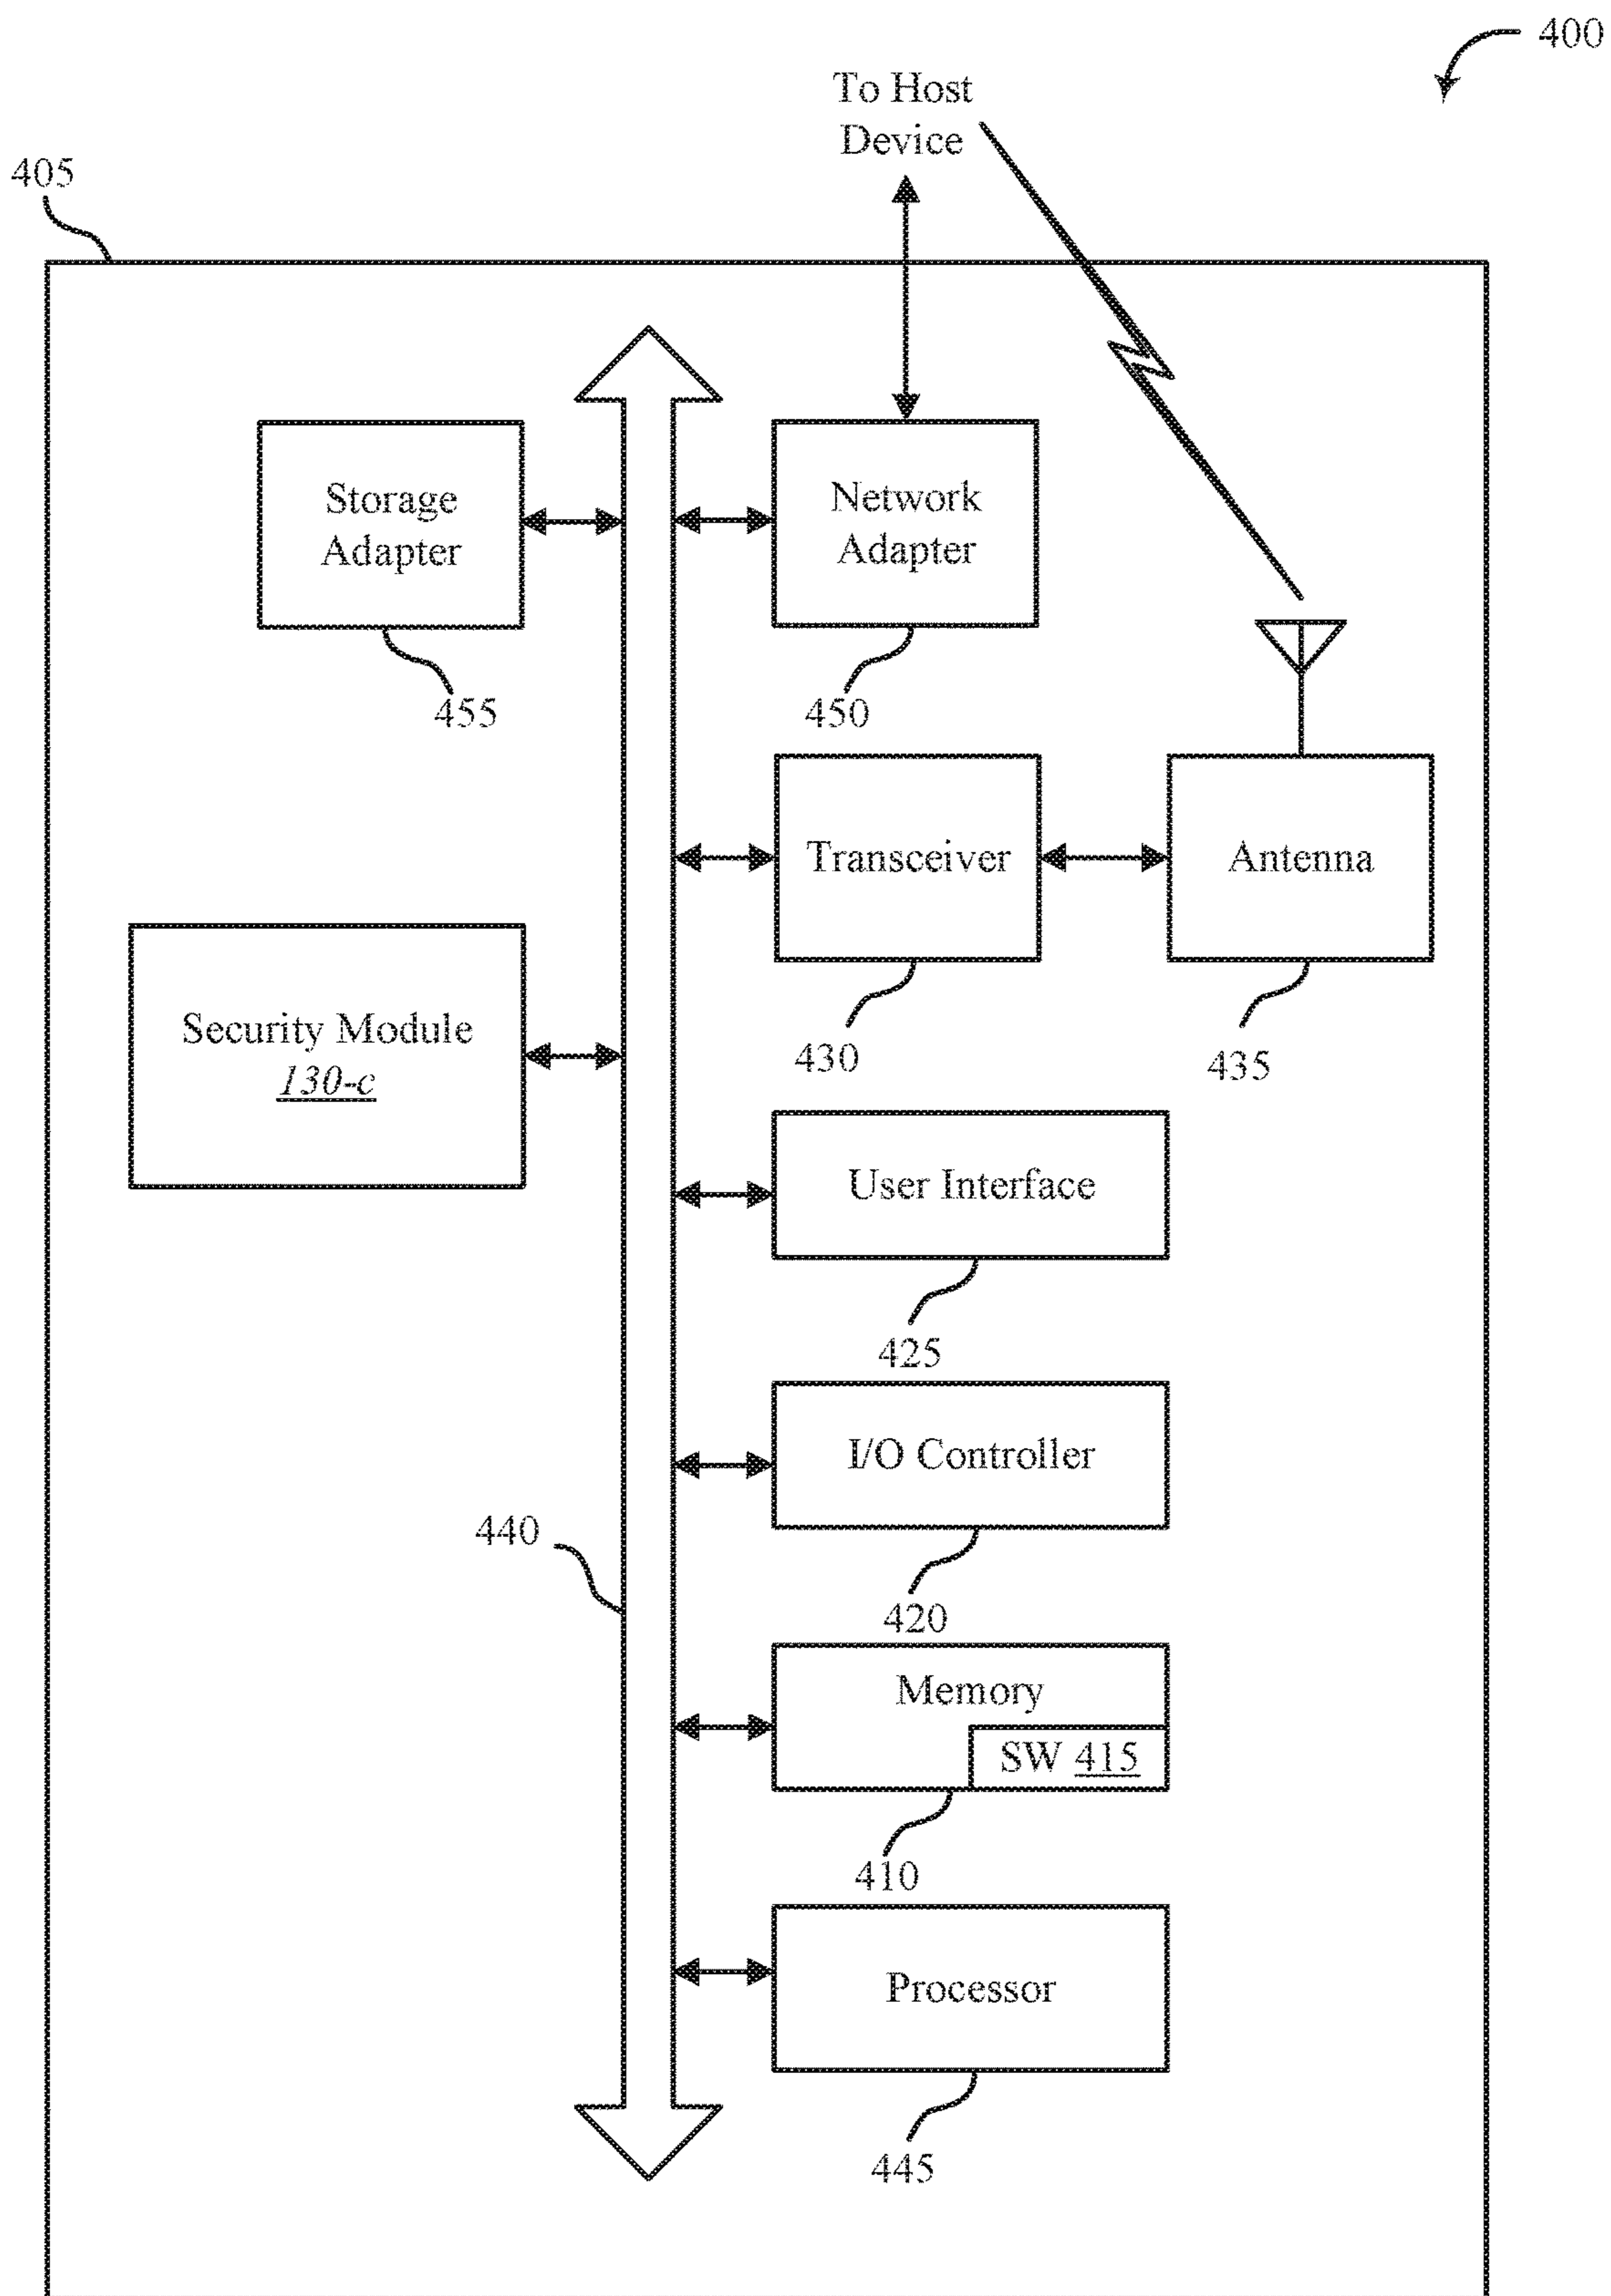 400
To Host
Device
405
Storage
Adapter
455
Network
Adapter
450
Transceiver
430
Antenna
435
Security Module
130-c
User Interface
425
I/O Controller
420
440
Memory
SW 415
410
Processor
445